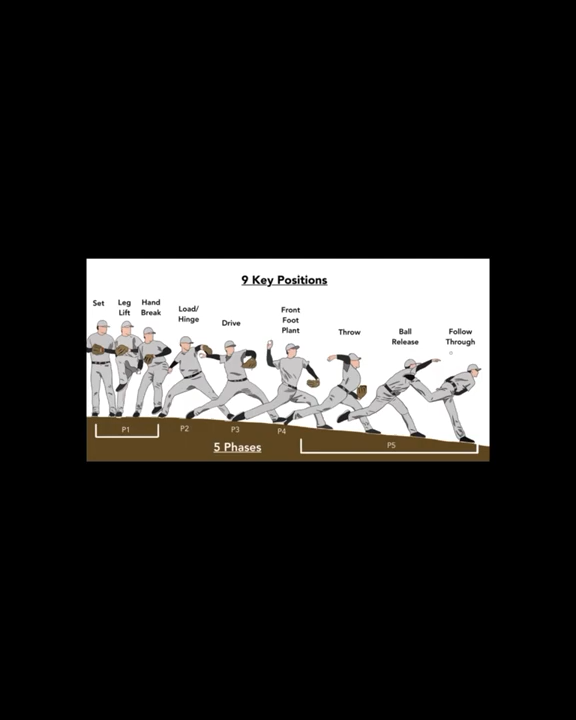 9 Key Positions
Set
Leg
Lift
Hand
Break
Load/
Hinge
Drive
Front
Foot
Plant
Throw
Ball
Release
Follow
Through
P1
P2
P3
P4
P5
5 Phases